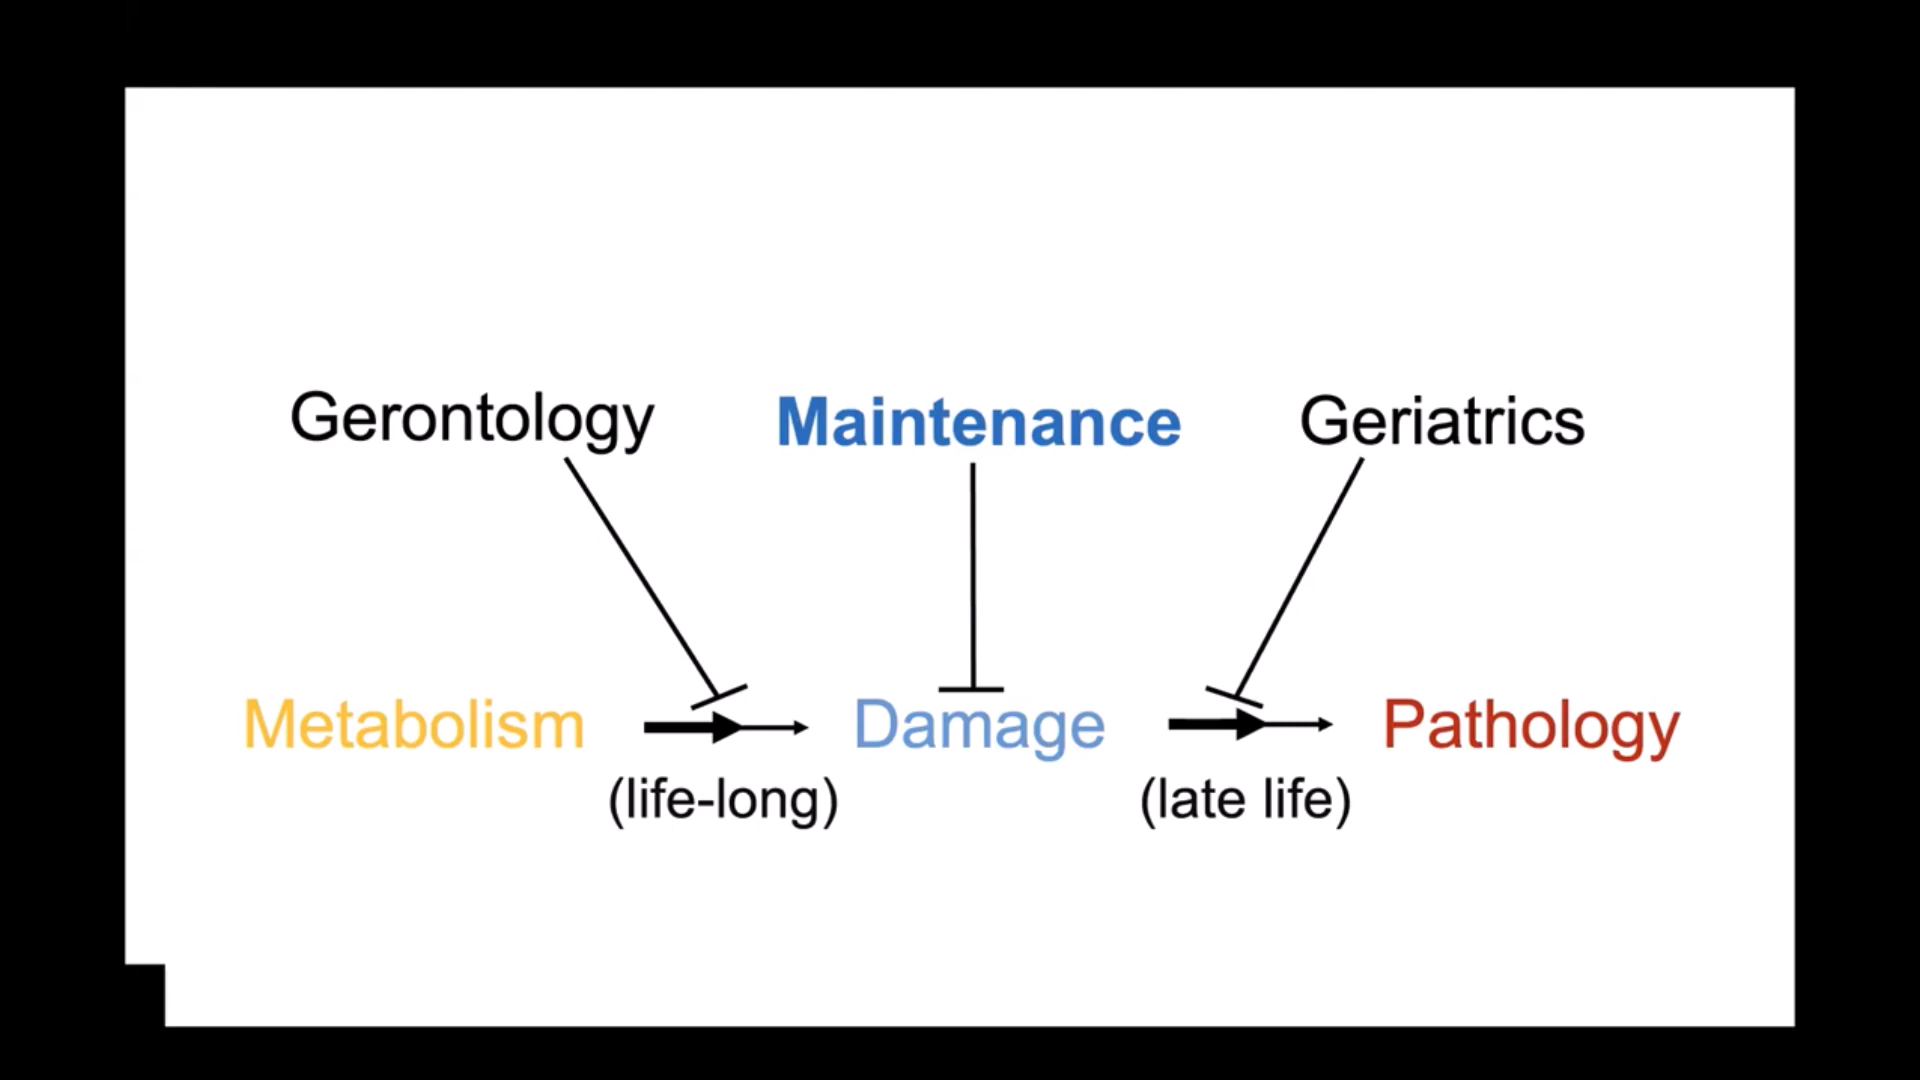 Gerontology Maintenance Geriatrics
Metabolism Damage Pathology
(life-long) (late life)